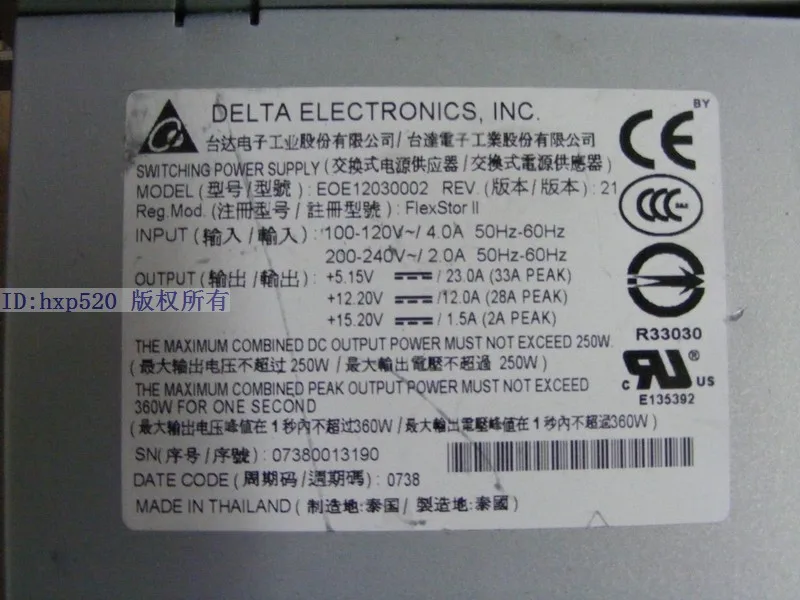 DELTA ELECTRONICS, INC.
台达电子工业股份有限公司/台達電子工業股份有限公司
SWITCHING POWER SUPPLY (交换式电源供应器/交換式電源供應器)
MODEL (型号/型號) : EOE12030002 REV. (版本/版本) : 21
Reg.Mod. (注冊型号/註冊型號) : FlexStor II
INPUT (输入/輸入) : 100-120V~/ 4.0A 50Hz-60Hz
200-240V~/ 2.0A 50Hz-60Hz
OUTPUT (输出/輸出) : +5.15V / 23.0A (33A PEAK)
+12.20V / 12.0A (28A PEAK)
+15.20V / 1.5A (2A PEAK)
THE MAXIMUM COMBINED DC OUTPUT POWER MUST NOT EXCEED 250W.
(最大输出电压不超过 250W / 最大輸出電壓不超過 250W)
THE MAXIMUM COMBINED PEAK OUTPUT POWER MUST NOT EXCEED
360W FOR ONE SECOND
(最大输出电压峰值在 1 秒内不超过360W/最大輸出電壓峰值在 1 秒內不超過360W)
SN(序号/序號) : 07380013190
DATE CODE (周期码/週期碼) : 0738
MADE IN THAILAND (制造地:泰国/製造地:泰國)
BY
CE
CCC
S&E
R33030
c RU US
®
E135392
ID:hxp520 版权所有